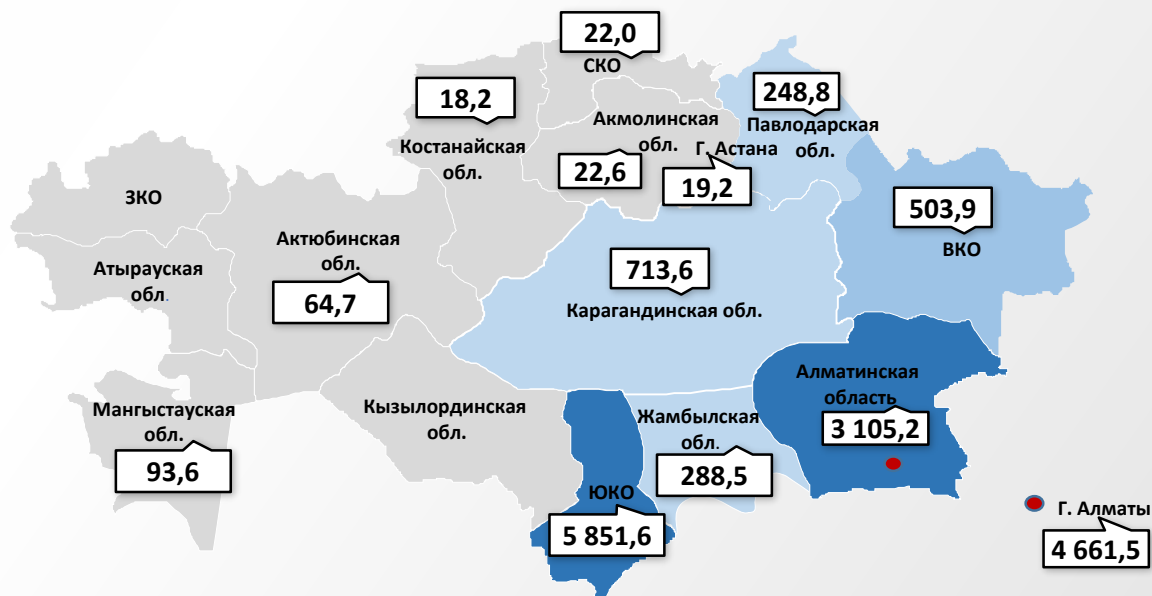 22,0
СКО
18,2
Костанайская
обл.
Акмолинская
обл.
22,6
Г. Астана
19,2
248,8
Павлодарская
обл.
ЗКО
Атырауская
обл.
Актюбинская
обл.
64,7
713,6
Карагандинская обл.
503,9
ВКО
Мангыстауская
обл.
93,6
Кызылординская
обл.
Жамбылская
обл.
288,5
Алматинская
область
3 105,2
ЮКО
5 851,6
Г. Алматы
4 661,5